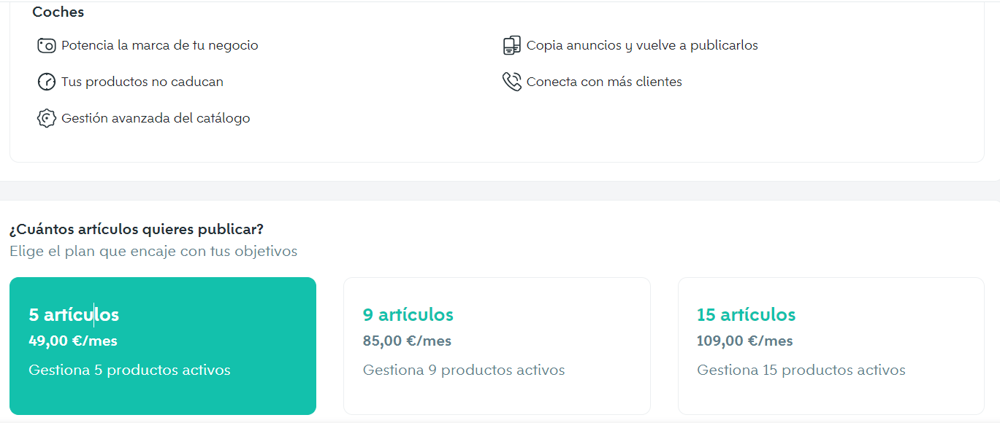 Coches
Potencia la marca de tu negocio
Copia anuncios y vuelve a publicarlos
Tus productos no caducan
Conecta con más clientes
Gestión avanzada del catálogo
¿Cuántos artículos quieres publicar?
Elige el plan que encaje con tus objetivos
5 artículos
49,00 €/mes
Gestiona 5 productos activos
9 artículos
85,00 €/mes
Gestiona 9 productos activos
15 artículos
109,00 €/mes
Gestiona 15 productos activos